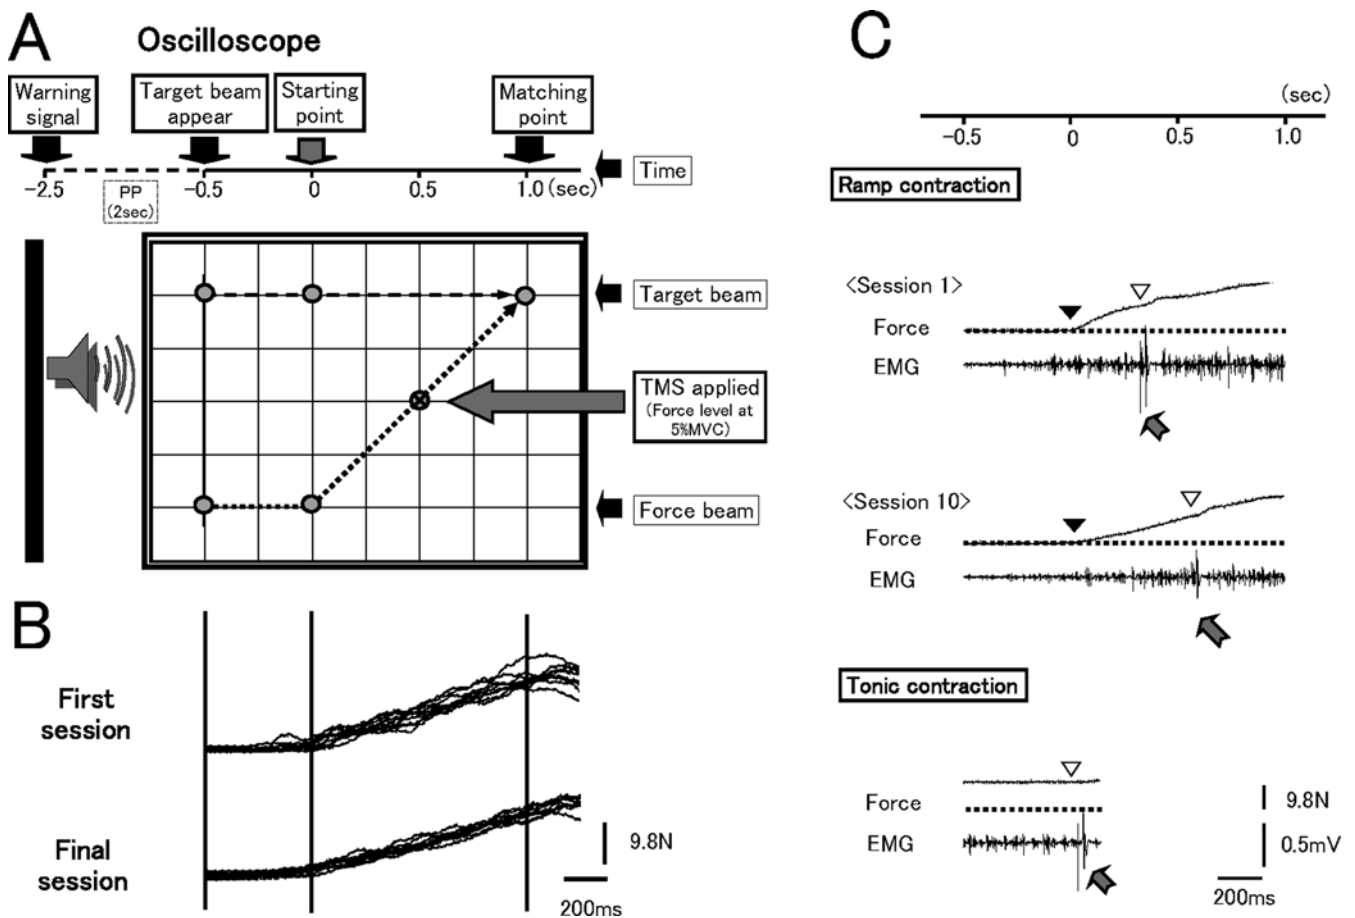 A
Oscilloscope
Warning
signal
Target beam
appear
Starting
point
Matching
point
Time
-2.5
PP
(2sec)
-0.5
0
0.5
1.0 (sec)
Target beam
TMS applied
(Force level at
5%MVC)
Force beam
B
First
session
Final
session
9.8N
200ms
C
(sec)
-0.5
0
0.5
1.0
Ramp contraction
<Session 1>
Force
EMG
<Session 10>
Force
EMG
Tonic contraction
Force
EMG
9.8N
0.5mV
200ms